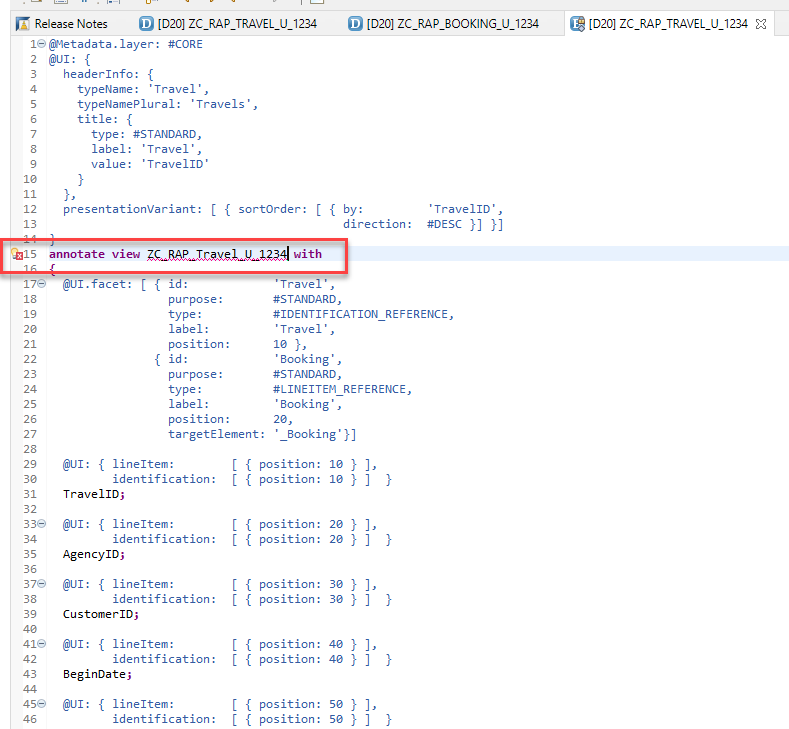 Release Notes
[D20] ZC_RAP_TRAVEL_U_1234
[D20] ZC_RAP_BOOKING_U_1234
[D20] ZC_RAP_TRAVEL_U_1234
1 @Metadata.layer: #CORE
2 @UI: {
3   headerInfo: {
4     typeName: 'Travel',
5     typeNamePlural: 'Travels',
6     title: {
7       type: #STANDARD,
8       label: 'Travel',
9       value: 'TravelID'
10     }
11   },
12   presentationVariant: [ { sortOrder: [ { by:         'TravelID',
13                                           direction:  #DESC }] }]
14 }
15 annotate view ZC_RAP_Travel_U_1234 with
16 {
17   @UI.facet: [ { id:            'Travel',
18                  purpose:       #STANDARD,
19                  type:          #IDENTIFICATION_REFERENCE,
20                  label:         'Travel',
21                  position:      10 },
22                { id:            'Booking',
23                  purpose:       #STANDARD,
24                  type:          #LINEITEM_REFERENCE,
25                  label:         'Booking',
26                  position:      20,
27                  targetElement: '_Booking'}]
28
29   @UI: { lineItem:        [ { position: 10 } ],
30          identification:  [ { position: 10 } ]  }
31   TravelID;
32
33   @UI: { lineItem:        [ { position: 20 } ],
34          identification:  [ { position: 20 } ]  }
35   AgencyID;
36
37   @UI: { lineItem:        [ { position: 30 } ],
38          identification:  [ { position: 30 } ]  }
39   CustomerID;
40
41   @UI: { lineItem:        [ { position: 40 } ],
42          identification:  [ { position: 40 } ]  }
43   BeginDate;
44
45   @UI: { lineItem:        [ { position: 50 } ],
46          identification:  [ { position: 50 } ]  }